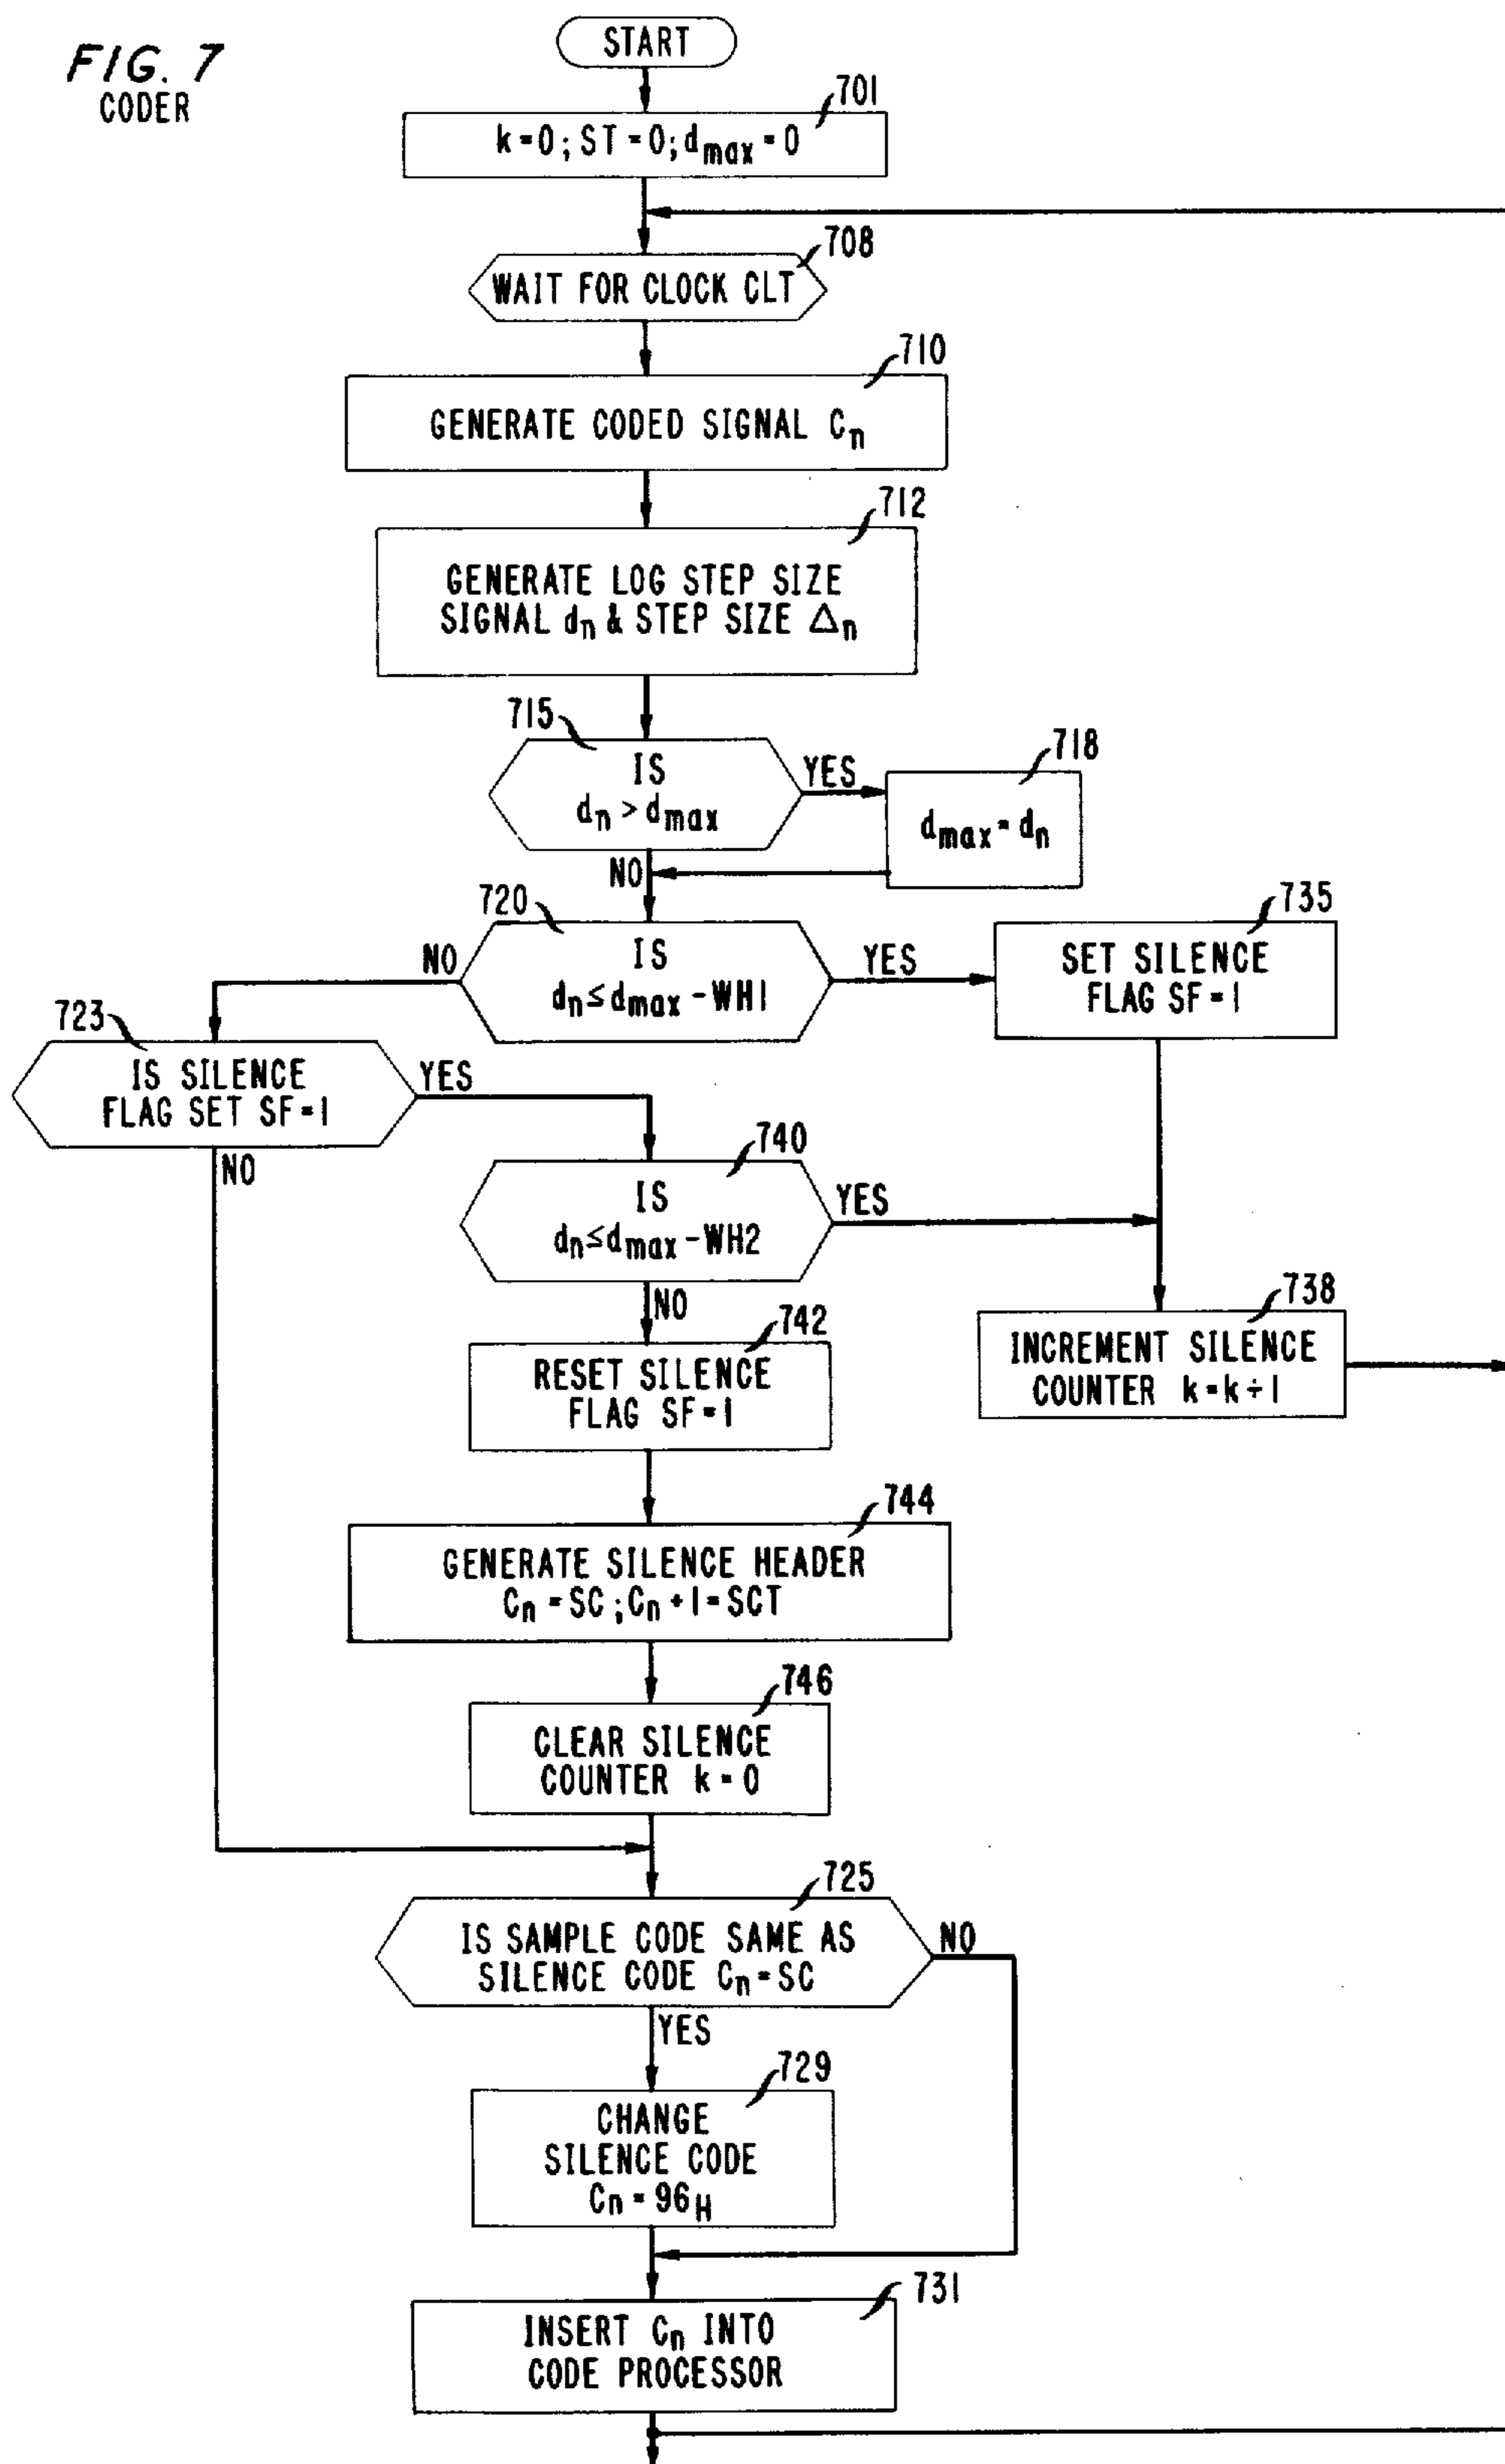 FIG. 7
CODER
START
701
k=0; ST=0; dmax=0
708
WAIT FOR CLOCK CLT
710
GENERATE CODED SIGNAL Cn
712
GENERATE LOG STEP SIZE
SIGNAL dn & STEP SIZE Δn
715
IS
dn > dmax
YES
718
dmax = dn
NO
720
IS
dn ≤ dmax - WH1
NO
YES
735
SET SILENCE
FLAG SF=1
723
IS SILENCE
FLAG SET SF=1
YES
NO
740
IS
dn ≤ dmax - WH2
YES
NO
738
INCREMENT SILENCE
COUNTER k=k+1
742
RESET SILENCE
FLAG SF=1
744
GENERATE SILENCE HEADER
Cn = SC; Cn+1=SCT
746
CLEAR SILENCE
COUNTER k=0
725
IS SAMPLE CODE SAME AS
SILENCE CODE Cn=SC
NO
YES
729
CHANGE
SILENCE CODE
Cn=96H
731
INSERT Cn INTO
CODE PROCESSOR